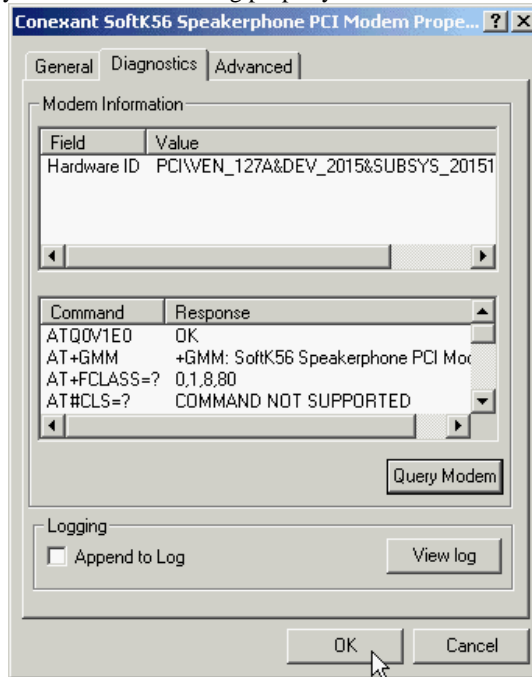 Conexant SoftK56 Speakerphone PCI Modem Prope...
General Diagnostics Advanced
Modem Information
Field Value
Hardware ID PCI\VEN_127A&DEV_2015&SUBSYS_20151
Command Response
ATQ0V1E0 OK
AT+GMM +GMM: SoftK56 Speakerphone PCI Mod
AT+FCLASS=? 0,1,8,80
AT#CLS=? COMMAND NOT SUPPORTED
Query Modem
Logging
Append to Log View log
OK Cancel